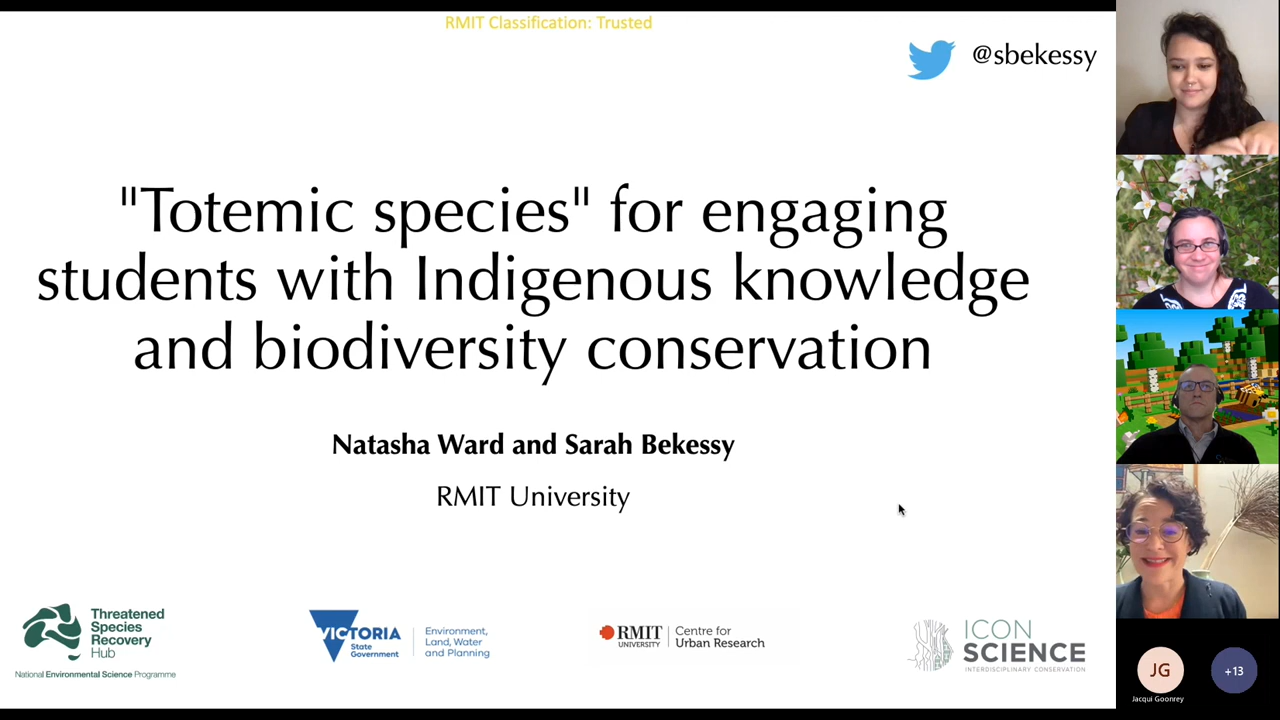 RMIT Classification: Trusted
@sbekessy
"Totemic species" for engaging
students with Indigenous knowledge
and biodiversity conservation
Natasha Ward and Sarah Bekessy
RMIT University
Threatened
Species
Recovery
Hub
National Environmental Science Programme
VICTORIA
State
Government
Environment,
Land, Water
and Planning
RMIT
UNIVERSITY
Centre for
Urban Research
ICON
SCIENCE
INTERDISCIPLINARY CONSERVATION
JG
Jacqui Goonrey
+13